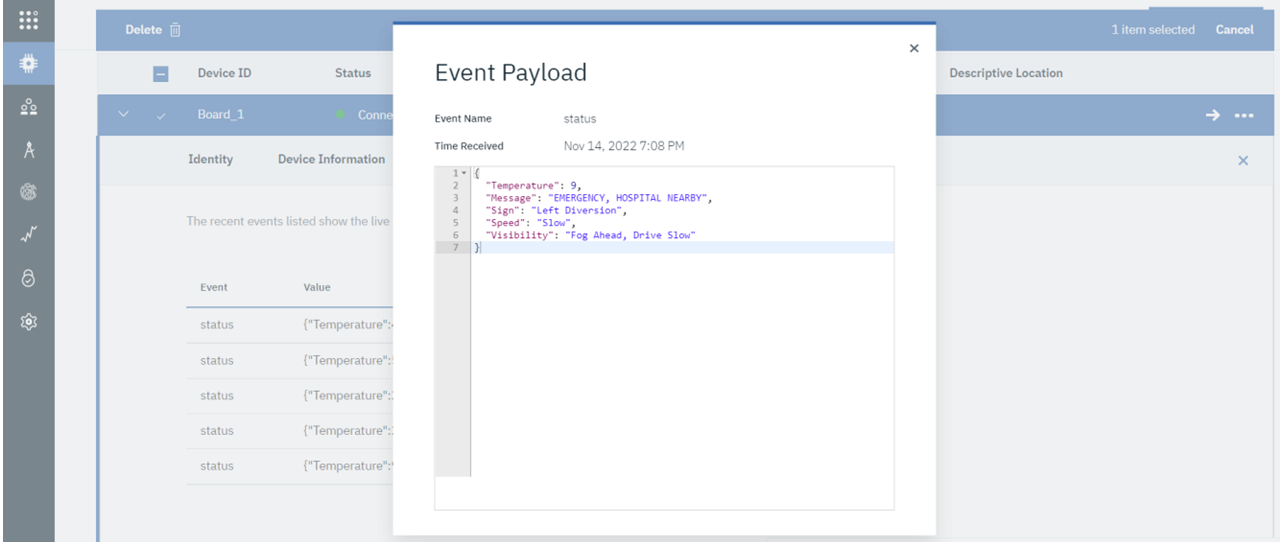 Delete 1 item selected Cancel
Event Payload
Device ID Status Descriptive Location
Board_1
Event Name status
Time Received Nov 14, 2022 7:08 PM
Identity Device Information
1 {
2 "Temperature": 9,
3 "Message": "EMERGENCY, HOSPITAL NEARBY",
4 "Sign": "Left Diversion",
5 "Speed": "Slow",
6 "Visibility": "Fog Ahead, Drive Slow"
7 }
The recent events listed show the live
Event Value
status {"Temperature":
status {"Temperature":
status {"Temperature":
status {"Temperature":
status {"Temperature":